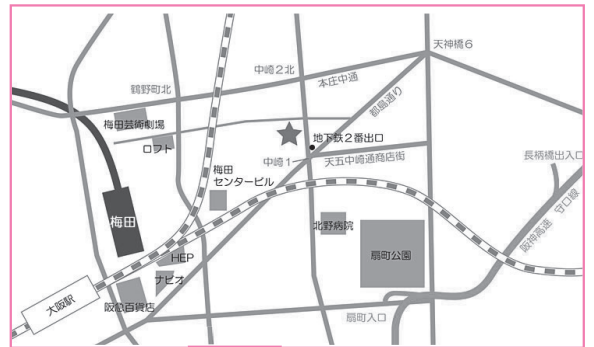 天神橋6
中崎2北
本庄中通
鶴野町北
都島通り
梅田芸術劇場
地下鉄2番出口
ロフト
中崎1
天五中崎通商店街
長柄橋出入口
梅田
センタービル
阪神高速 守口線
梅田
北野病院
扇町公園
HEP
ナビオ
大阪駅
阪急百貨店
扇町入口